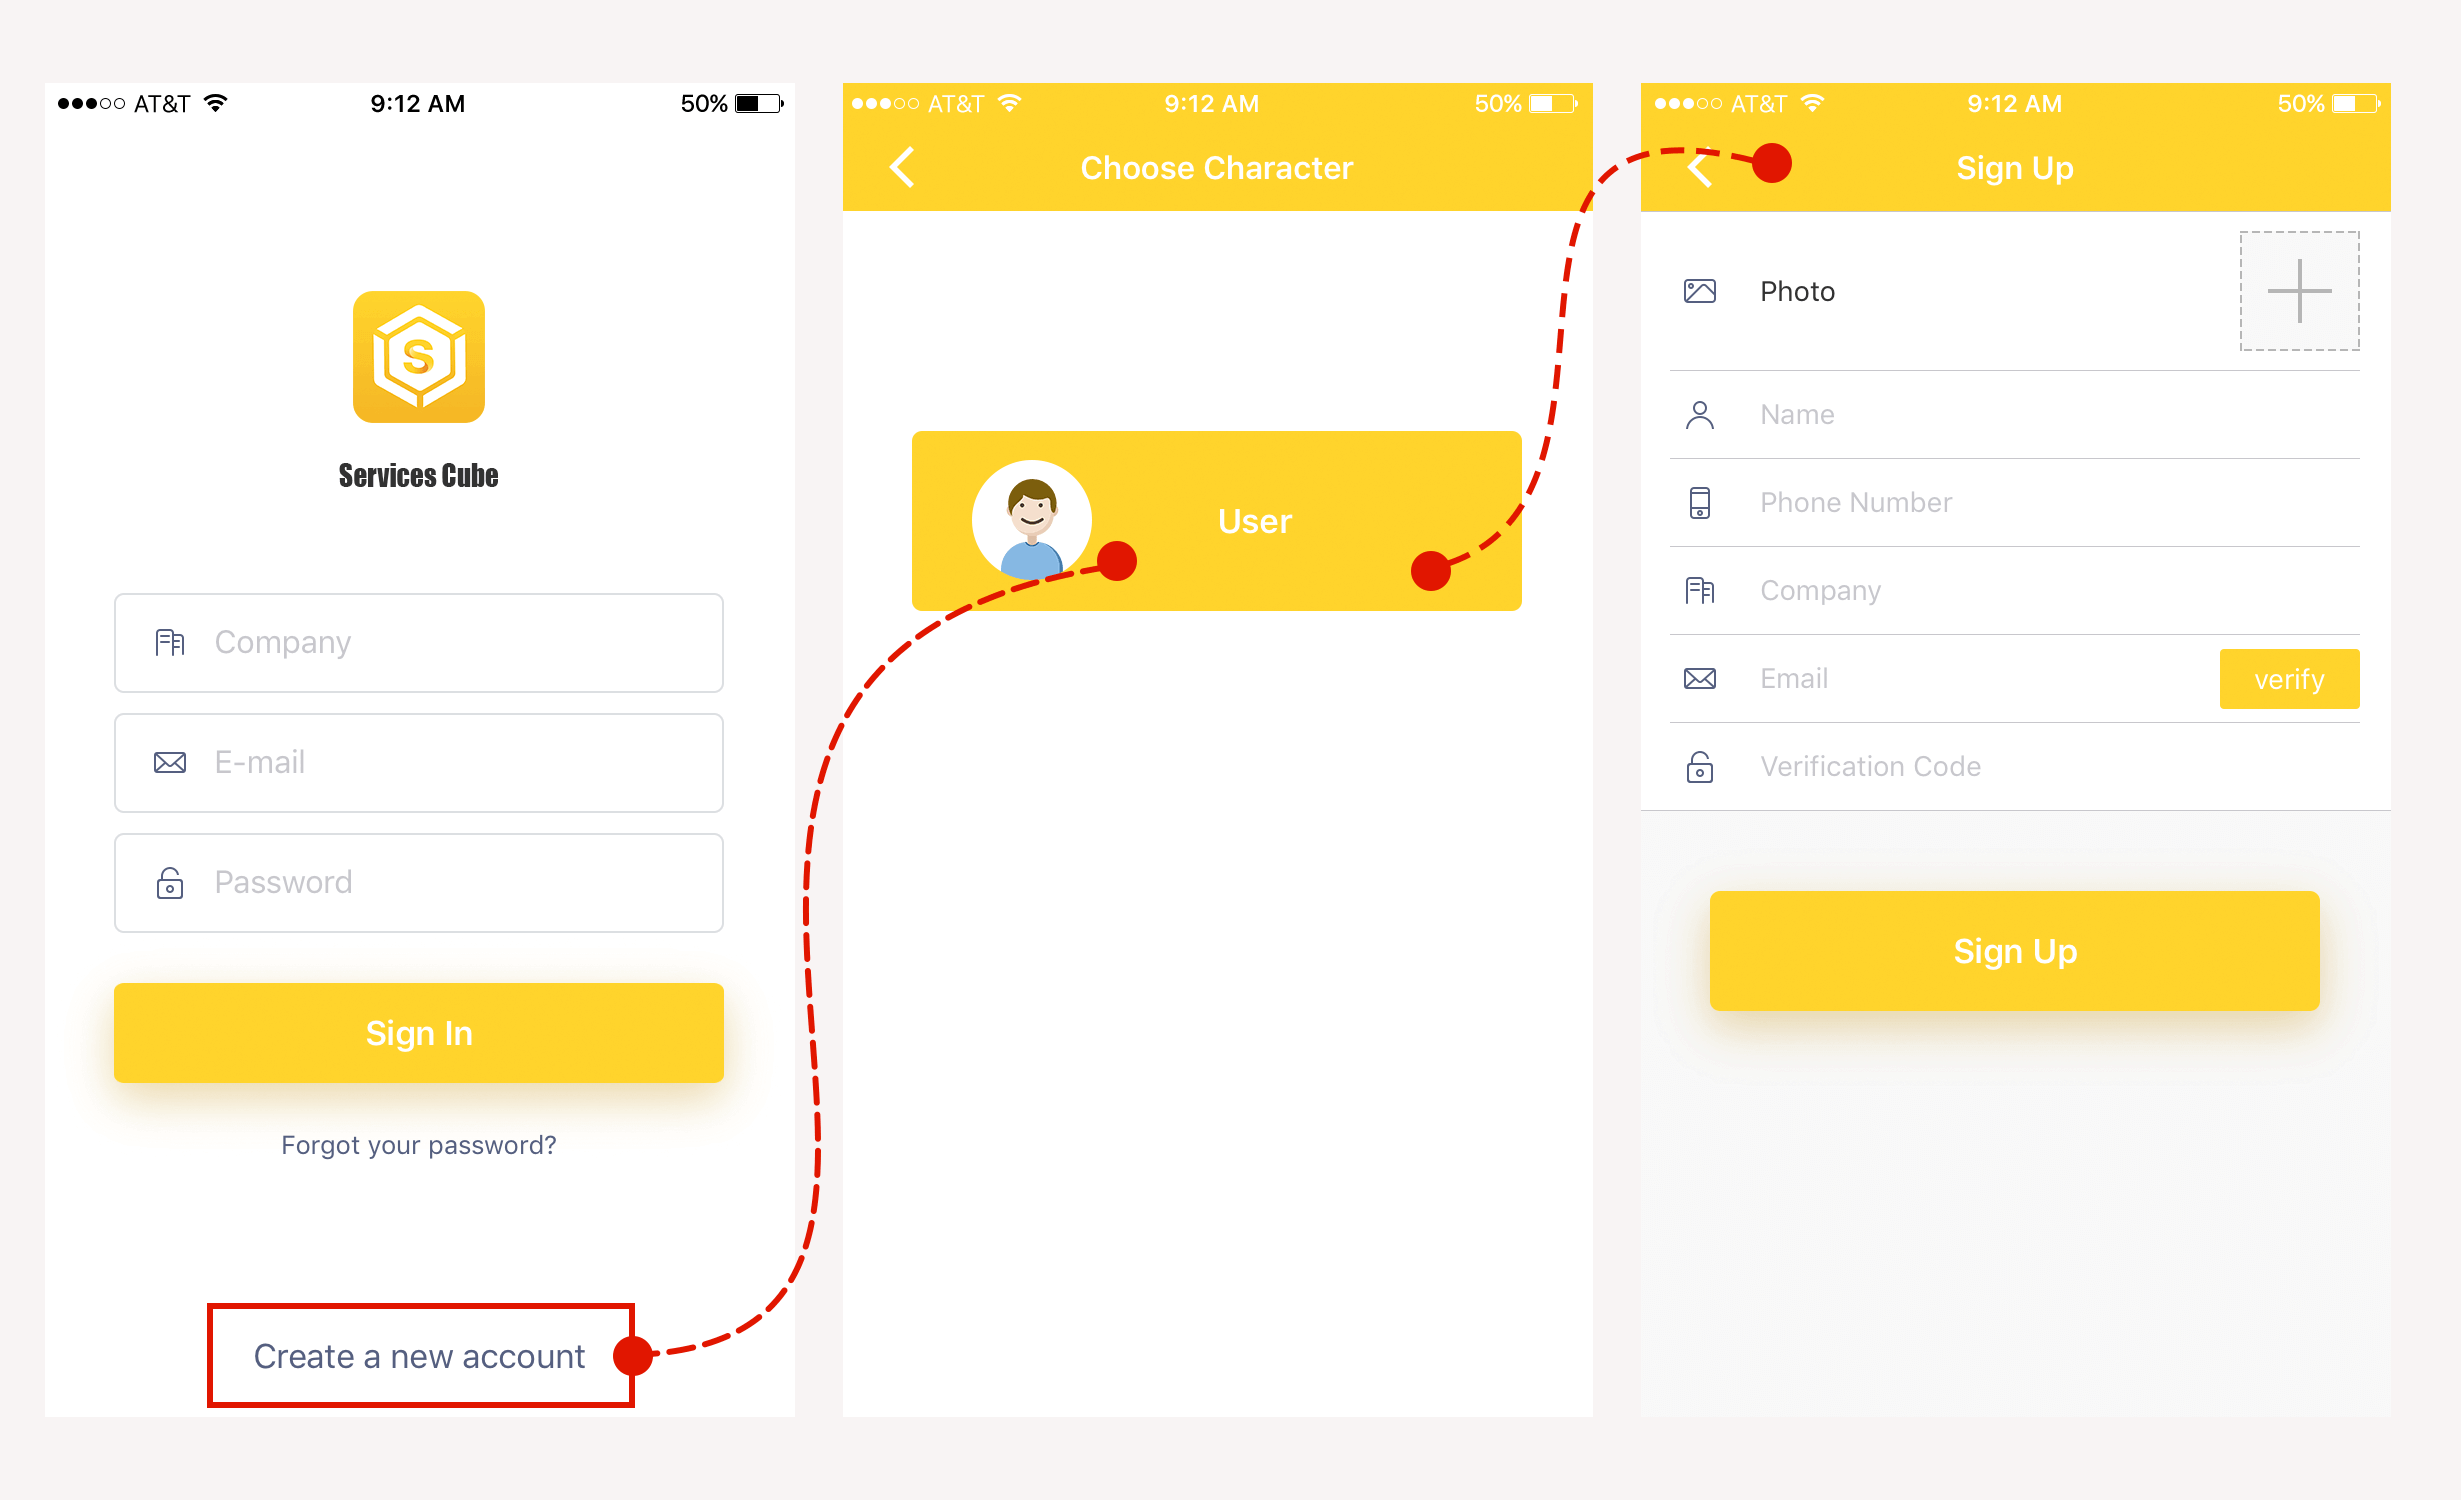 AT&T 9:12 AM 50%
S
Services Cube
Company
E-mail
Password
Sign In
Forgot your password?
Create a new account
AT&T 9:12 AM 50%
Choose Character
User
AT&T 9:12 AM 50%
Sign Up
Photo
Name
Phone Number
Company
Email verify
Verification Code
Sign Up